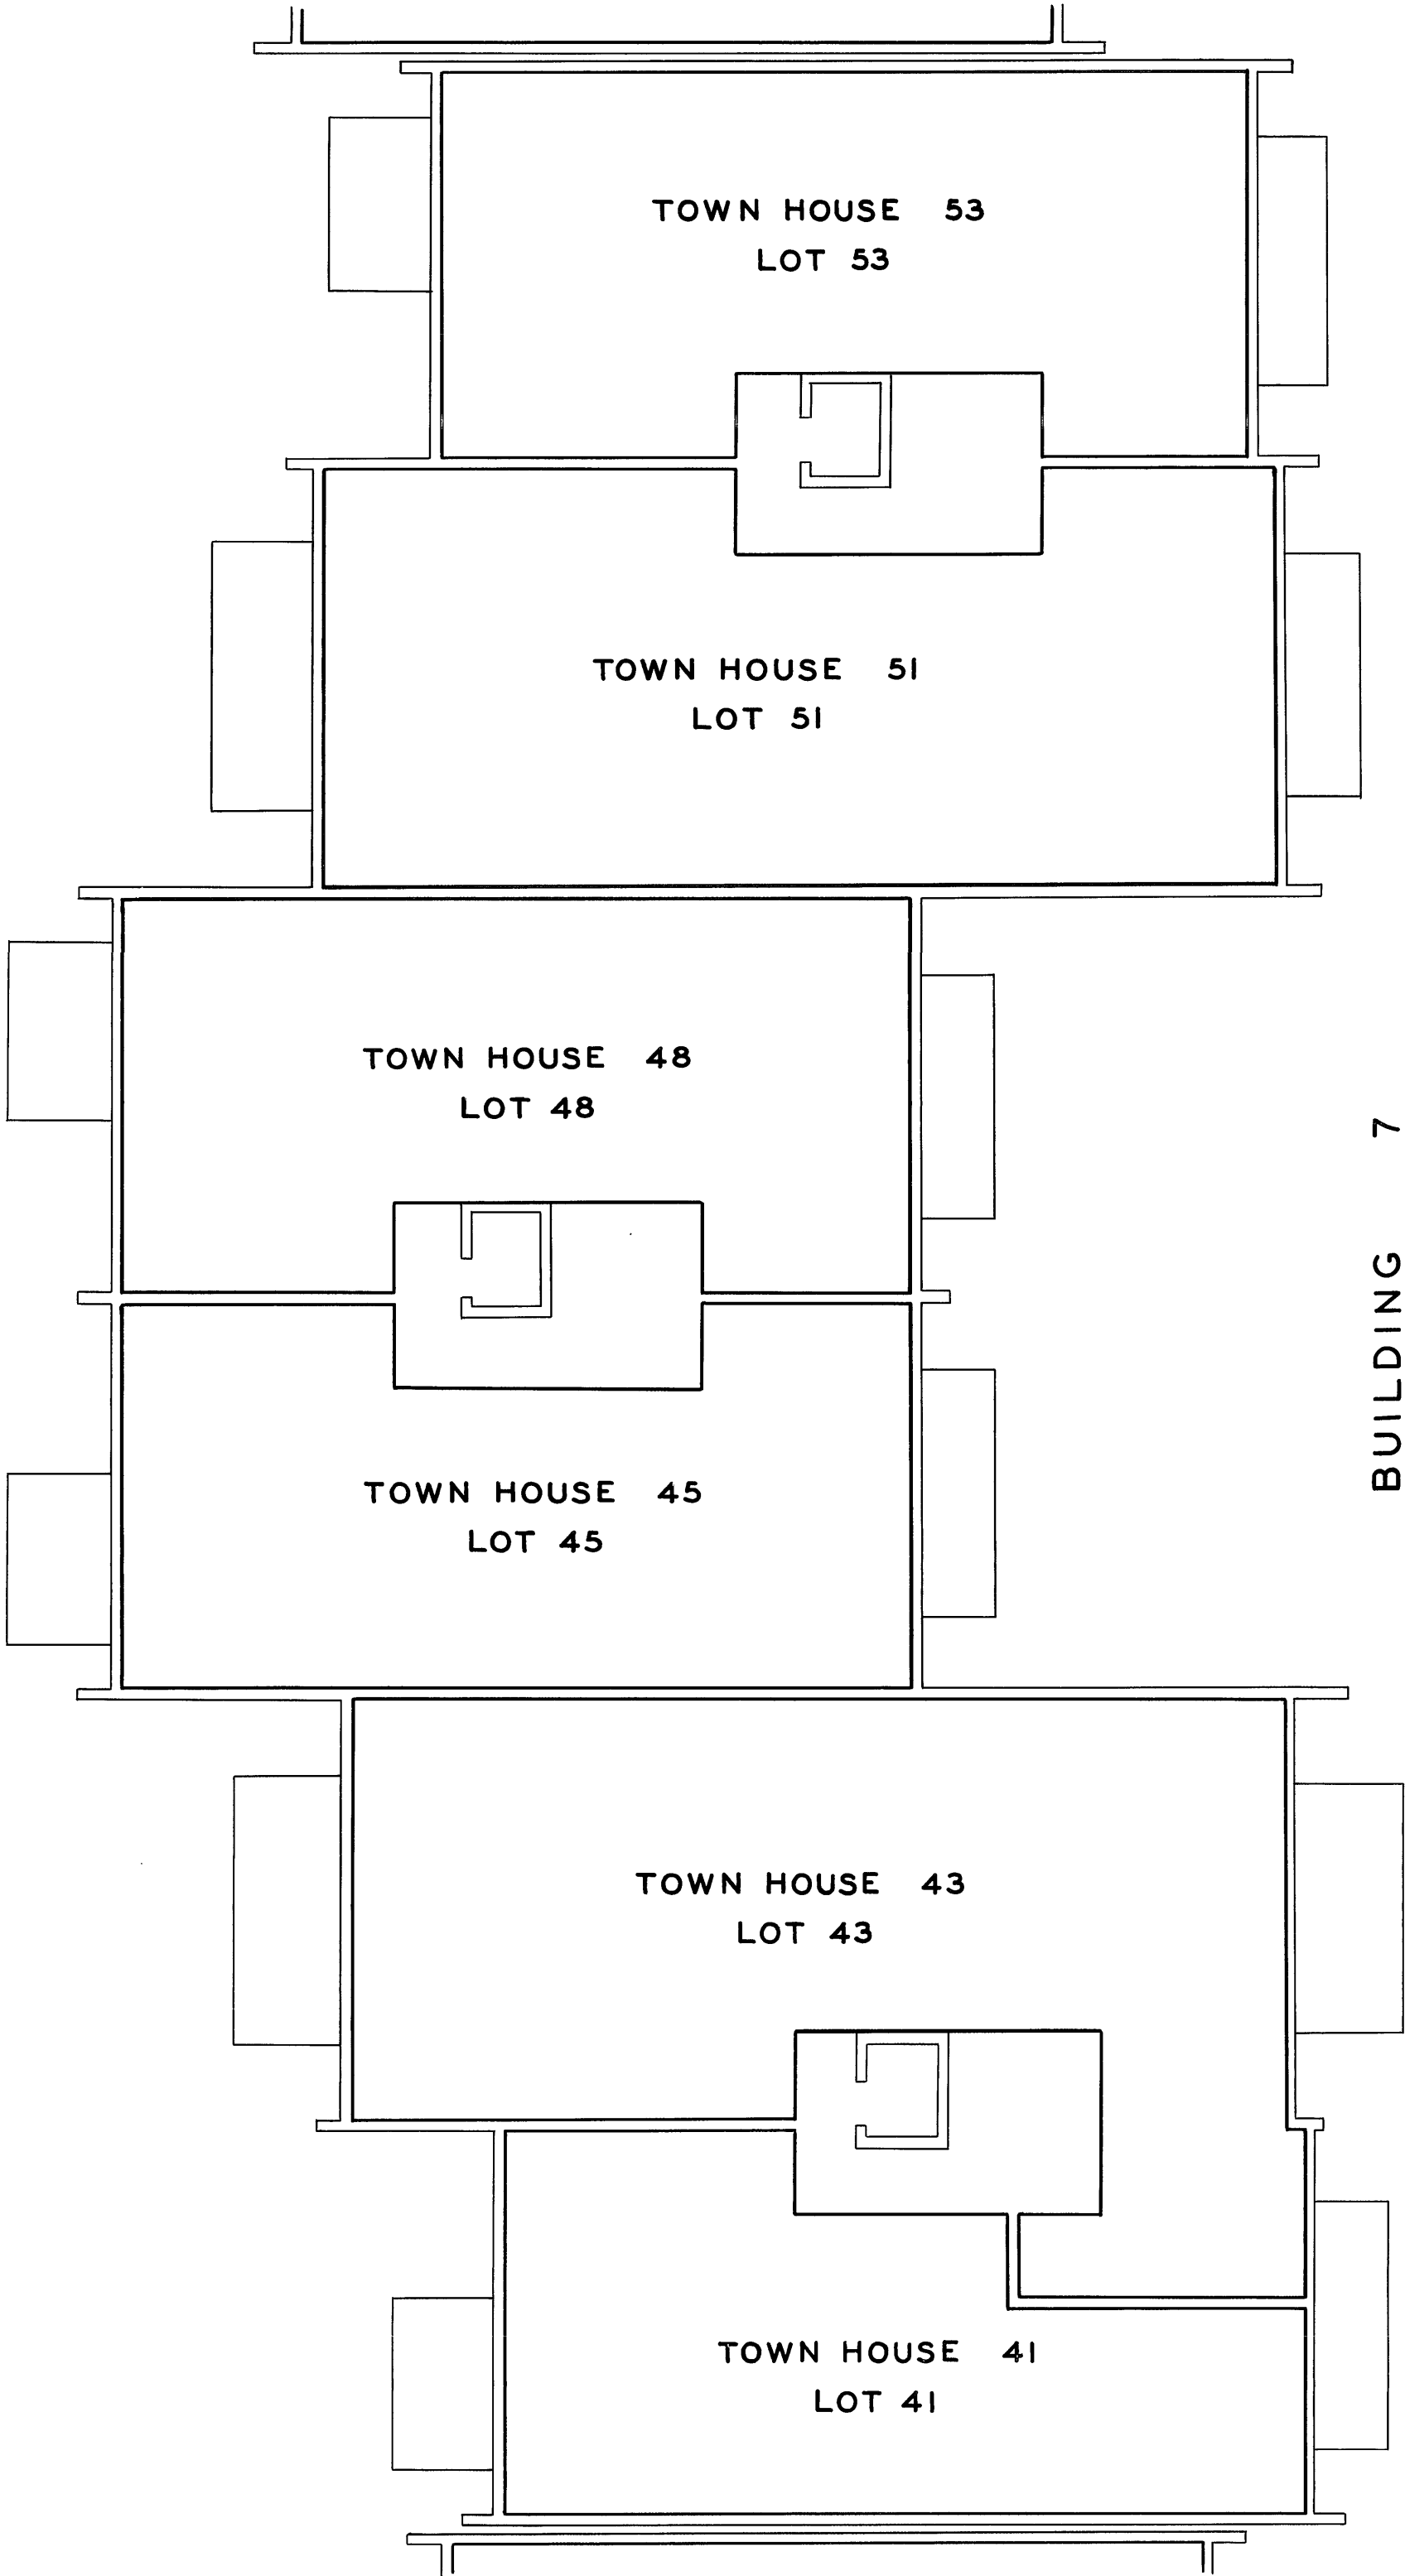 TOWN HOUSE 53
LOT 53
TOWN HOUSE 51
LOT 51
TOWN HOUSE 48
LOT 48
BUILDING 7
TOWN HOUSE 45
LOT 45
TOWN HOUSE 43
LOT 43
TOWN HOUSE 41
LOT 41